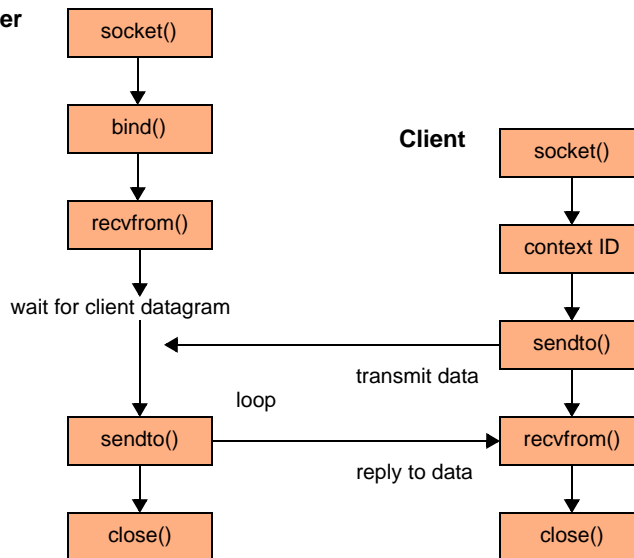 er
socket()
bind()
recvfrom()
wait for client datagram
loop
sendto()
close()
Client
socket()
context ID
sendto()
transmit data
recvfrom()
reply to data
close()